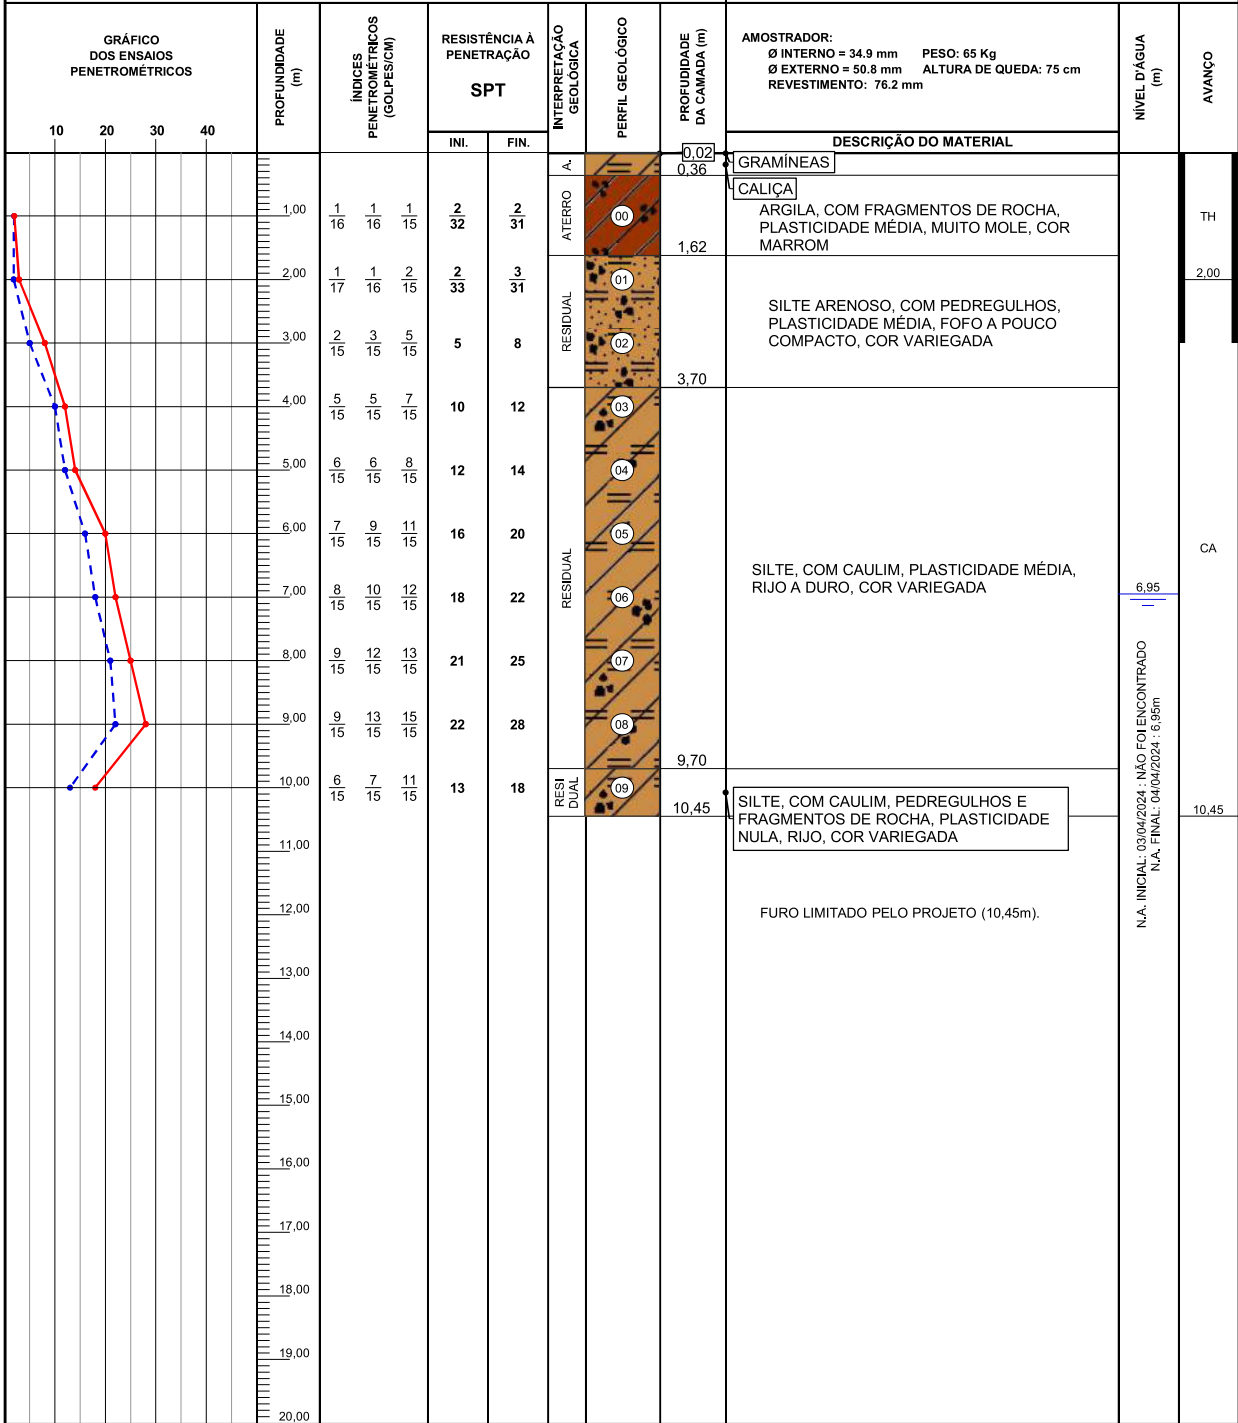 GRÁFICO
DOS ENSAIOS
PENETROMÉTRICOS
10 20 30 40
PROFUNDIDADE
(m)
ÍNDICES
PENETROMÉTRICOS
(GOLPES/CM)
RESISTÊNCIA À
PENETRAÇÃO
SPT
INI. FIN.
INTERPRETAÇÃO
GEOLÓGICA
PERFIL GEOLÓGICO
PROFUDIDADE
DA CAMADA (m)
AMOSTRADOR:
Ø INTERNO = 34.9 mm PESO: 65 Kg
Ø EXTERNO = 50.8 mm ALTURA DE QUEDA: 75 cm
REVESTIMENTO: 76.2 mm
DESCRIÇÃO DO MATERIAL
NÍVEL D'ÁGUA
(m)
AVANÇO
A.
0,02
0,36
GRAMÍNEAS
CALIÇA
1,00 1/16 1/16 1/15 2/32 2/31
ATERRO
00
1,62
ARGILA, COM FRAGMENTOS DE ROCHA,
PLASTICIDADE MÉDIA, MUITO MOLE, COR
MARROM
TH
2,00
2,00 1/17 1/16 2/15 2/33 3/31
01
RESIDUAL
SILTE ARENOSO, COM PEDREGULHOS,
PLASTICIDADE MÉDIA, FOFO A POUCO
COMPACTO, COR VARIEGADA
3,00 2/15 3/15 5/15 5 8
02
3,70
4,00 5/15 5/15 7/15 10 12
03
5,00 6/15 6/15 8/15 12 14
04
6,00 7/15 9/15 11/15 16 20
05
RESIDUAL
SILTE, COM CAULIM, PLASTICIDADE MÉDIA,
RIJO A DURO, COR VARIEGADA
CA
6,95
7,00 8/15 10/15 12/15 18 22
06
8,00 9/15 12/15 13/15 21 25
07
9,00 9/15 13/15 15/15 22 28
08
9,70
10,00 6/15 7/15 11/15 13 18
RESI
DUAL
09
10,45
SILTE, COM CAULIM, PEDREGULHOS E
FRAGMENTOS DE ROCHA, PLASTICIDADE
NULA, RIJO, COR VARIEGADA
10,45
N.A. INICIAL: 03/04/2024 : NÃO FOI ENCONTRADO
N.A. FINAL: 04/04/2024 : 6,95m
11,00
12,00
FURO LIMITADO PELO PROJETO (10,45m).
13,00
14,00
15,00
16,00
17,00
18,00
19,00
20,00